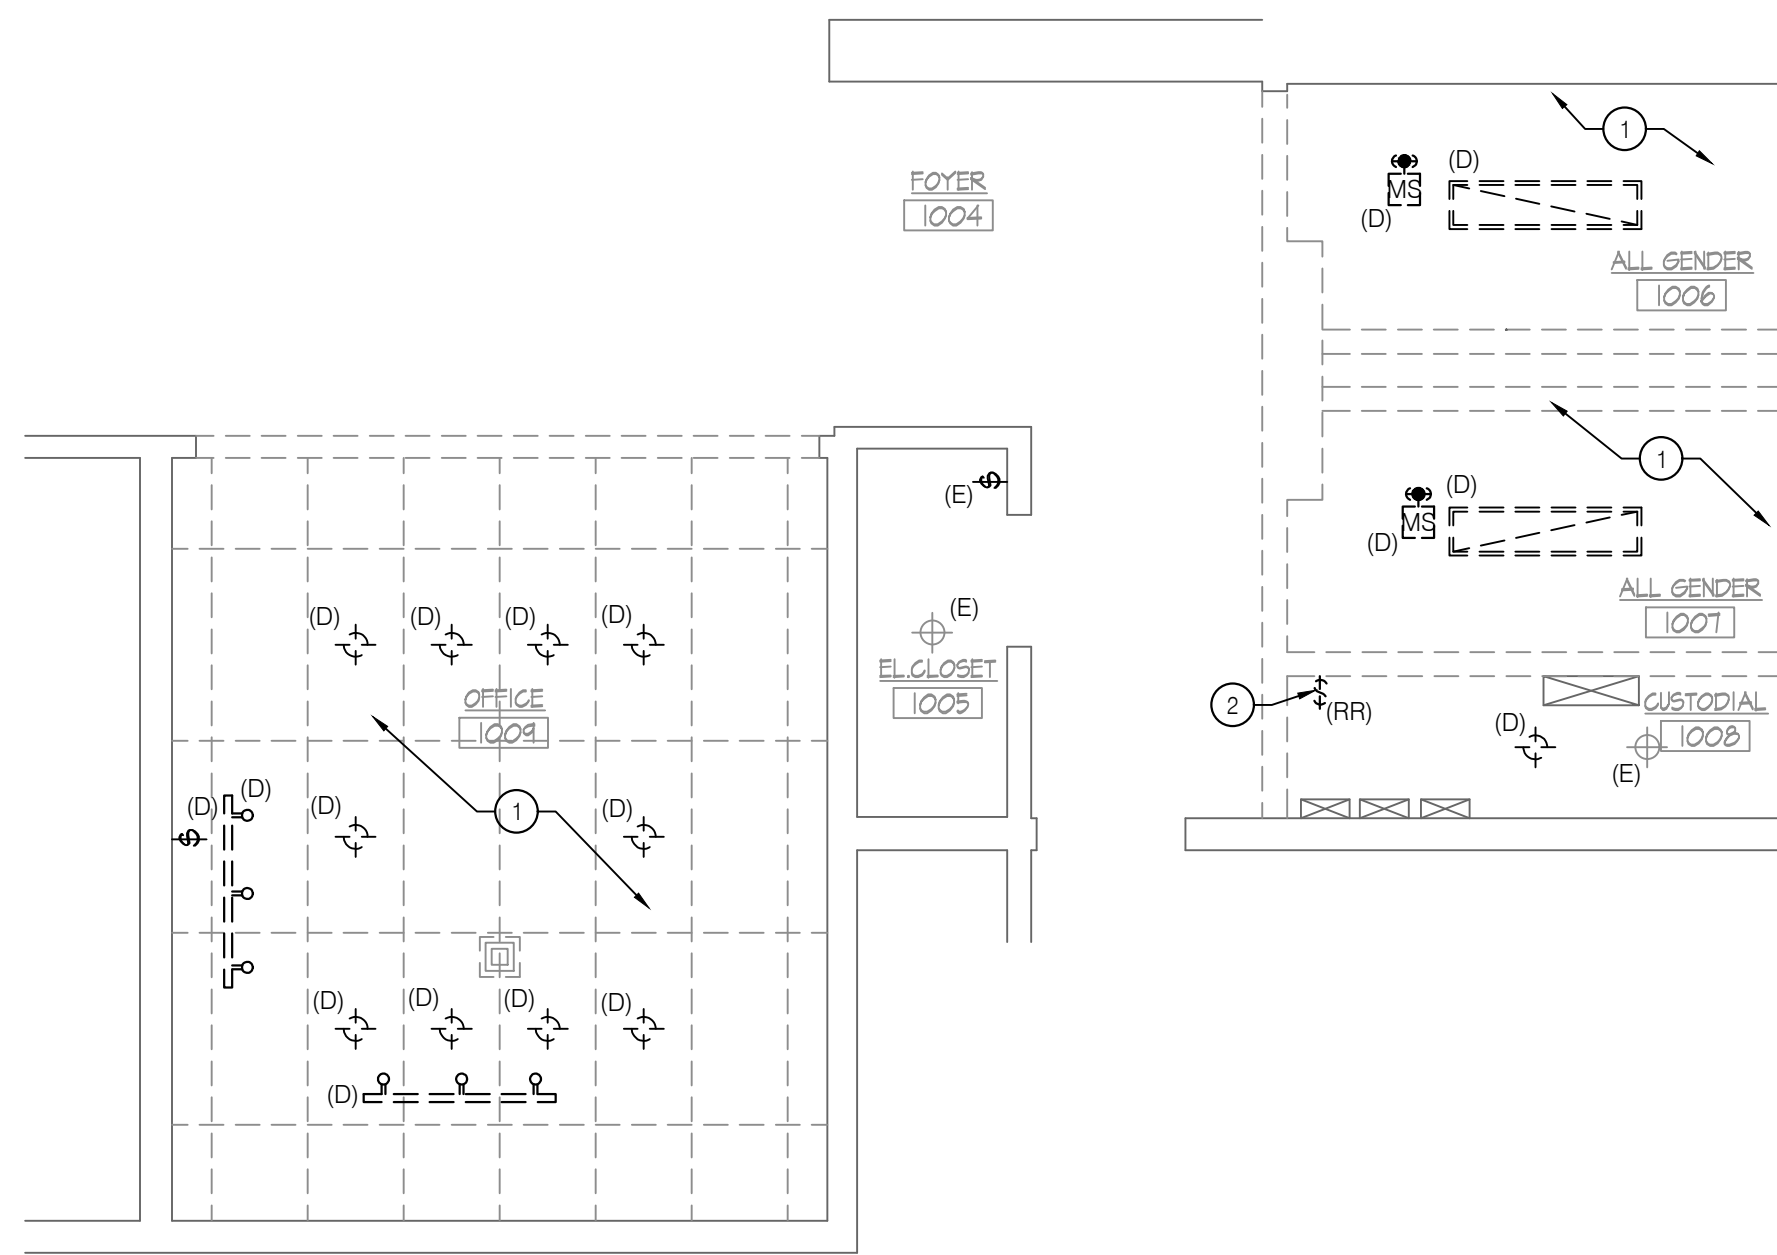 1
(D)
MS
(D)
FOYER
1004
ALL GENDER
1006
1
(D)
MS
(D)
$
(E)
ALL GENDER
1007
(E)
EL.CLOSET
1005
(D)
(D)
(D)
(D)
OFFICE
1009
2
$
(RR)
CUSTODIAL
1008
(D)
(E)
(D)
(D)
$
(D)
1
(D)
(D)
(D)
(D)
(D)
(D)